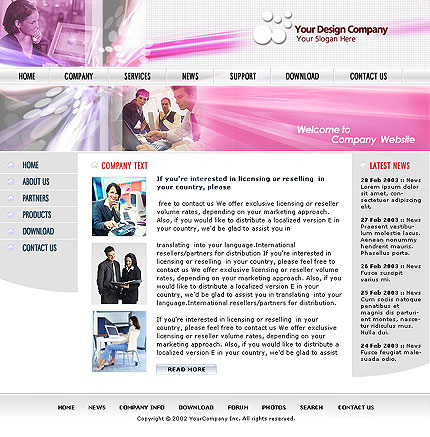 Your Design Company
Your Slogan Here
HOME COMPANY SERVICES NEWS SUPPORT DOWNLOAD CONTACT US
Welcome to
Company Website
HOME
ABOUT US
PARTNERS
PRODUCTS
DOWNLOAD
CONTACT US
COMPANY TEXT
If you're interested in licensing or reselling in
your country, please
free to contact us We offer exclusive licensing or reseller
volume rates, depending on your marketing approach.
Also, if you would like to distribute a localized version E in
your country, we'd be glad to assist you in
translating into your language.International
resellers/partners for distribution If you're interested in
licensing or reselling in your country, please feel free to
contact us We offer exclusive licensing or reseller volume
rates, depending on your marketing approach. Also, if you
would like to distribute a localized version E in your
country, we'd be glad to assist you in translating into your
language.International resellers/partners for distribution.
If you're interested in licensing or reselling in your
country, please feel free to contact us We offer exclusive
licensing or reseller volume rates, depending on your
marketing approach. Also, if you would like to distribute a
localized version E in your country, we'd be glad to assist
READ MORE
LATEST NEWS
28 Feb 2003 :: News
Lorem ipsum dolor
sit amet, con-
sectetuer adipiscing
elit.
27 Feb 2003 :: News
Praesent vestibu-
lum molestie lacus.
Aenean nonummy
hendrerit mauris.
Phasellus porta.
26 Feb 2003 :: News
Fusce suscipit
varius mi.
25 Feb 2003 :: News
Cum sociis natoque
penatibus et
magnis dis parturi-
ent montes, nasce-
tur ridiculus mus.
Nulla dui.
24 Feb 2003 :: News
Fusce feugiat male-
suada odio.
HOME NEWS COMPANY INFO DOWNLOAD FORUM PHOTOS SEARCH CONTACT US
Copyright © 2002 YourCompany Inc. All rights reserved.